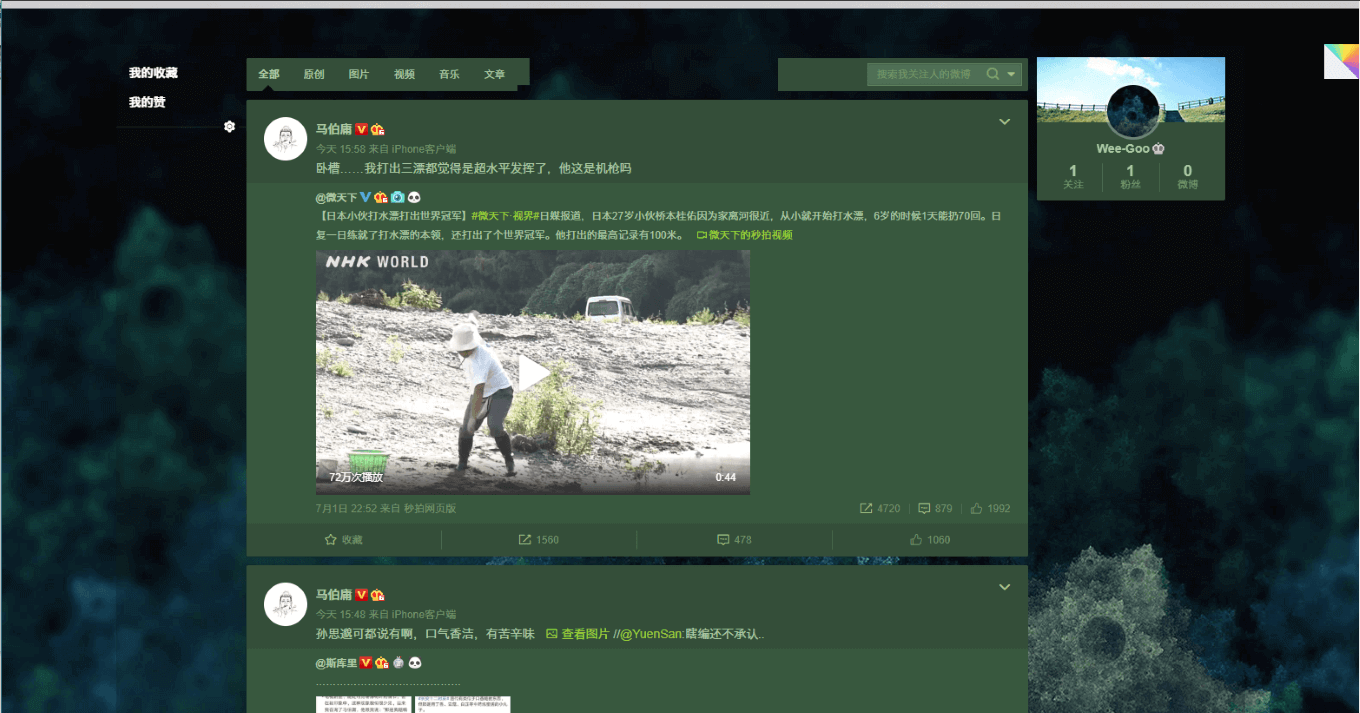 我的收藏
我的赞
全部 原创 图片 视频 音乐 文章
搜索我关注人的微博
Wee-Goo
1 1 0
关注 粉丝 微博
马伯庸
今天 15:58 来自 iPhone客户端
卧槽……我打出三漂都觉得是超水平发挥了，他这是机枪吗
@微天下
【日本小伙打水漂打出世界冠军】#微天下·视界#日媒报道，日本27岁小伙桥本桂佑因为家离河很近，从小就开始打水漂，6岁的时候1天能扔70回。日
复一日练就了打水漂的本领，还打出了个世界冠军。他打出的最高记录有100米。 微天下的秒拍视频
NHK WORLD
72万次播放 0:44
7月1日 22:52 来自 秒拍网页版 4720 879 1992
收藏 1560 478 1060
马伯庸
今天 15:48 来自 iPhone客户端
孙思邈可都说有啊，口气香洁，有苦辛味 查看图片 //@YuenSan:瞎编还不承认..
@斯库里